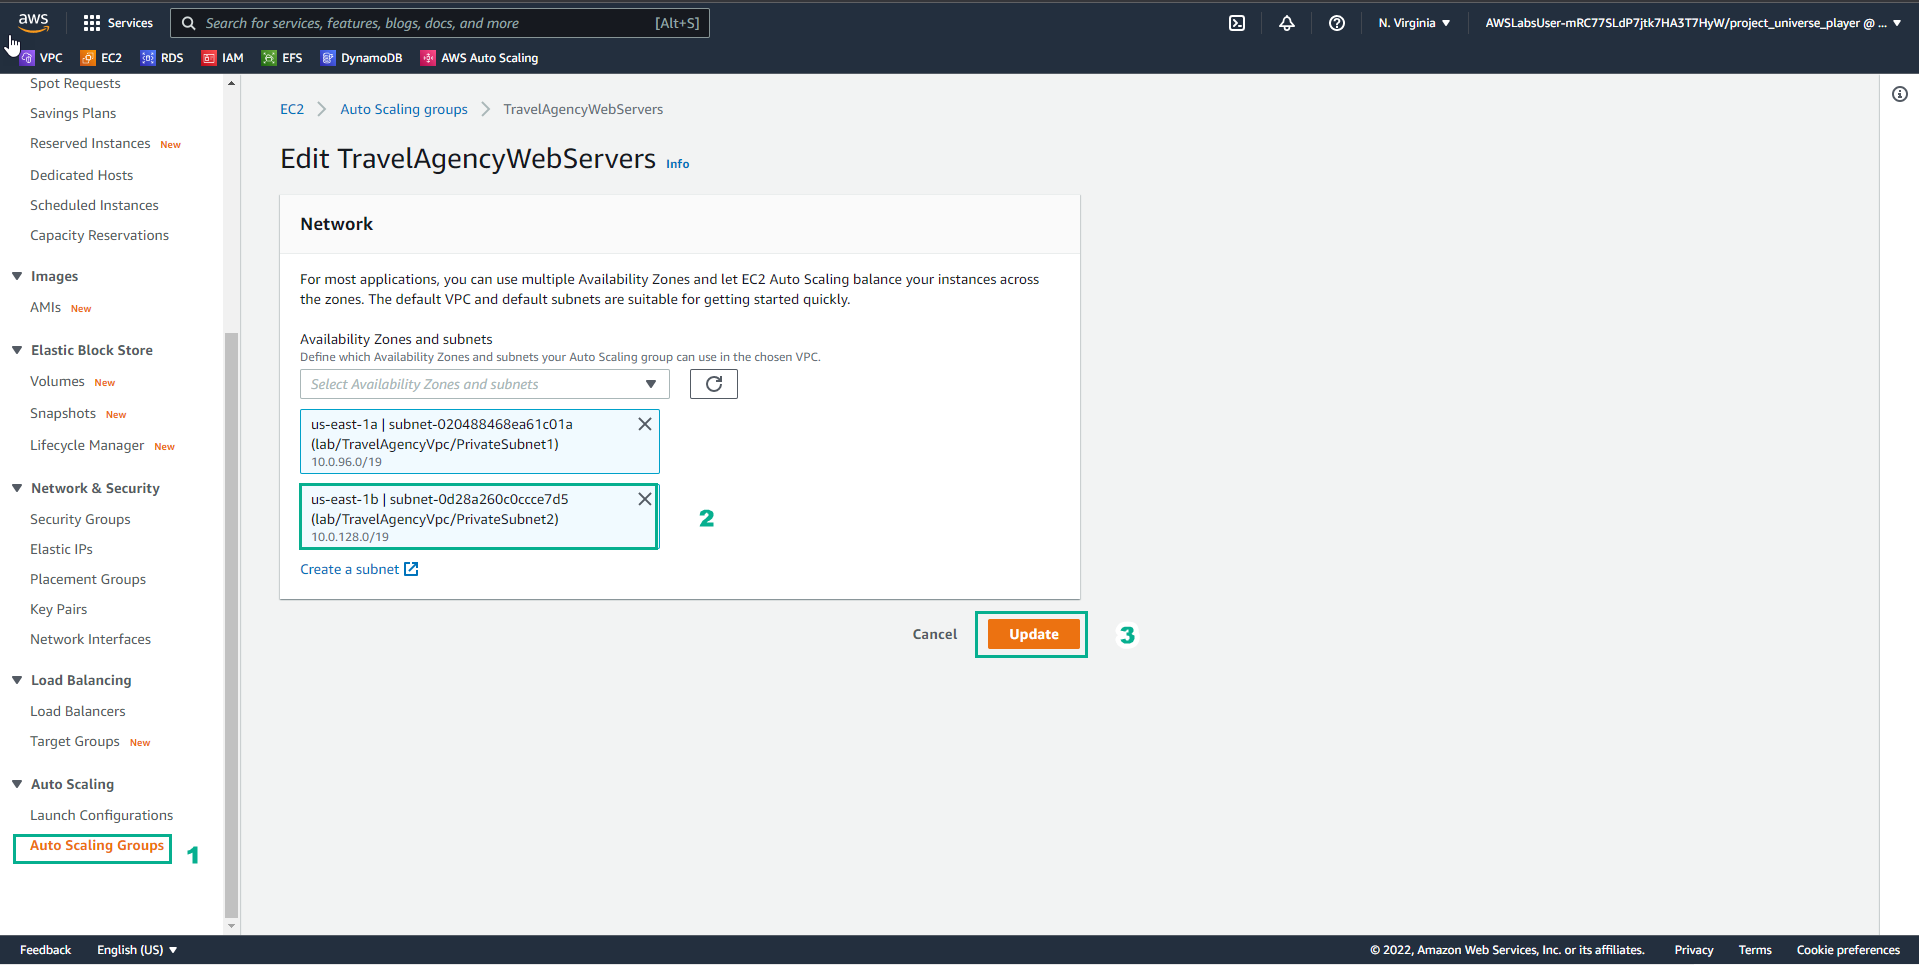 aws
Services
Search for services, features, blogs, docs, and more
[Alt+S]
N. Virginia
AWSLabsUser-mRC77SLdP7jtk7HA3T7HyW/project_universe_player @ ...
VPC
EC2
RDS
IAM
EFS
DynamoDB
AWS Auto Scaling
Spot Requests
Savings Plans
Reserved Instances New
Dedicated Hosts
Scheduled Instances
Capacity Reservations
Images
AMIs New
Elastic Block Store
Volumes New
Snapshots New
Lifecycle Manager New
Network & Security
Security Groups
Elastic IPs
Placement Groups
Key Pairs
Network Interfaces
Load Balancing
Load Balancers
Target Groups New
Auto Scaling
Launch Configurations
Auto Scaling Groups
1
EC2
Auto Scaling groups
TravelAgencyWebServers
Edit TravelAgencyWebServers Info
Network
For most applications, you can use multiple Availability Zones and let EC2 Auto Scaling balance your instances across
the zones. The default VPC and default subnets are suitable for getting started quickly.
Availability Zones and subnets
Define which Availability Zones and subnets your Auto Scaling group can use in the chosen VPC.
Select Availability Zones and subnets
us-east-1a | subnet-020488468ea61c01a
(lab/TravelAgencyVpc/PrivateSubnet1)
10.0.96.0/19
us-east-1b | subnet-0d28a260c0ccce7d5
(lab/TravelAgencyVpc/PrivateSubnet2)
10.0.128.0/19
2
Create a subnet
Cancel
Update
3
Feedback
English (US)
© 2022, Amazon Web Services, Inc. or its affiliates.
Privacy
Terms
Cookie preferences